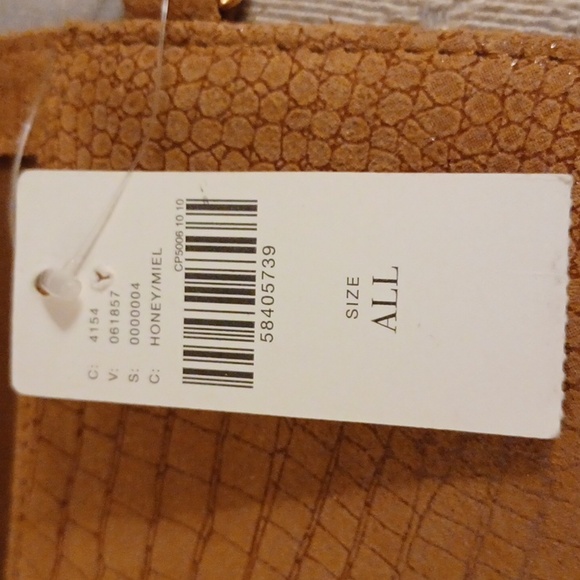 C: 4154 Y
V: 061857
S: 0000004
C: HONEY/MIEL
CP5006 10 10
58405739
SIZE
ALL